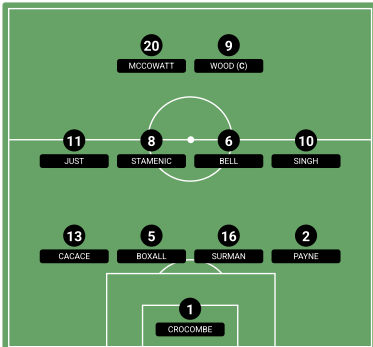 20 9
MCCOWATT WOOD (C)
11 8 6 10
JUST STAMENIC BELL SINGH
13 5 16 2
CACACE BOXALL SURMAN PAYNE
1
CROCOMBE